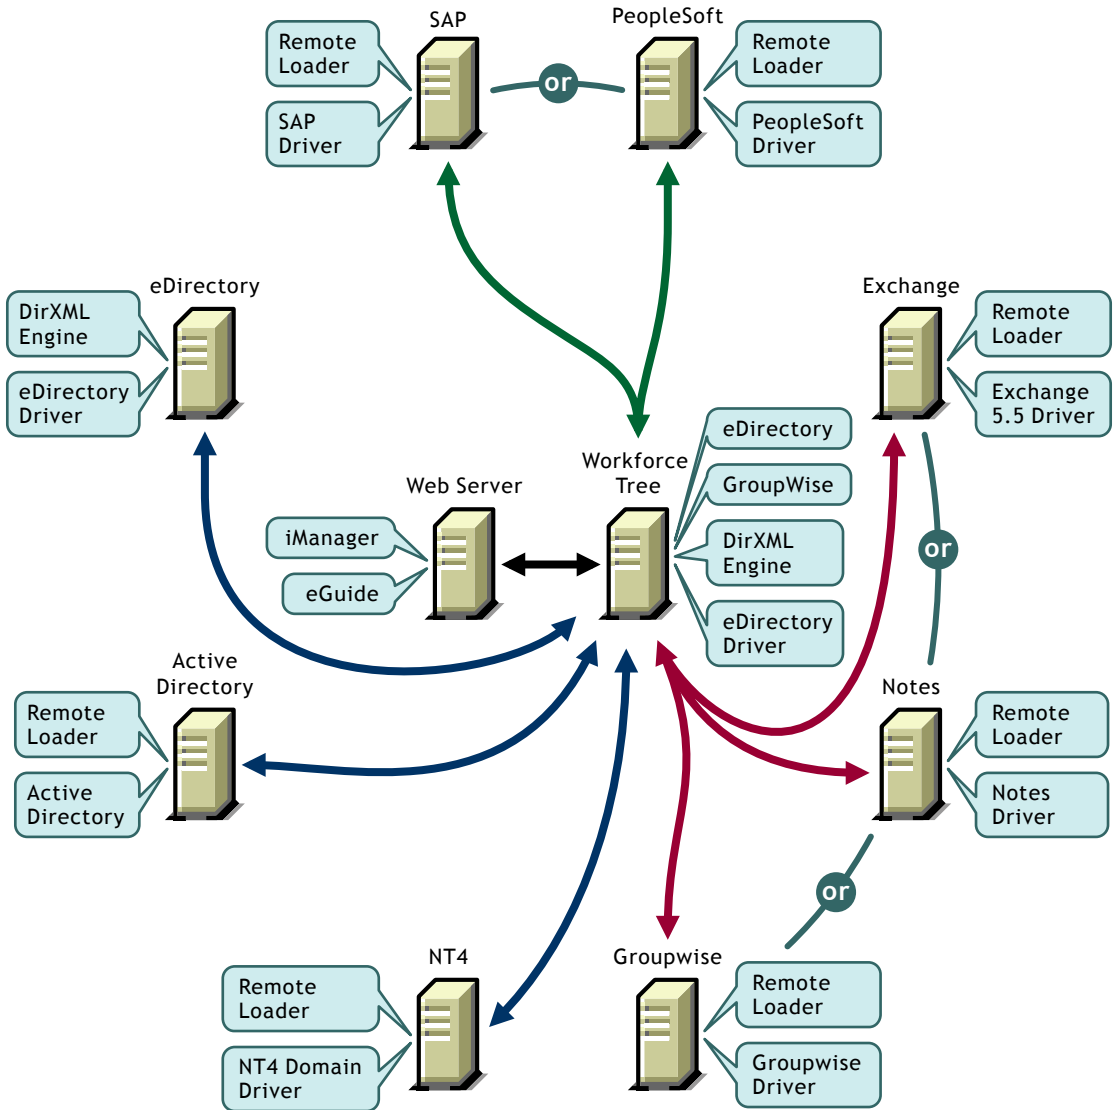 SAP
PeopleSoft
Remote
Loader
SAP
Driver
or
Remote
Loader
PeopleSoft
Driver
eDirectory
DirXML
Engine
eDirectory
Driver
Exchange
Remote
Loader
Exchange
5.5 Driver
Workforce
Tree
eDirectory
GroupWise
DirXML
Engine
eDirectory
Driver
Web Server
iManager
eGuide
or
Active
Directory
Remote
Loader
Active
Directory
Notes
Remote
Loader
Notes
Driver
or
NT4
Remote
Loader
NT4 Domain
Driver
Groupwise
Remote
Loader
Groupwise
Driver